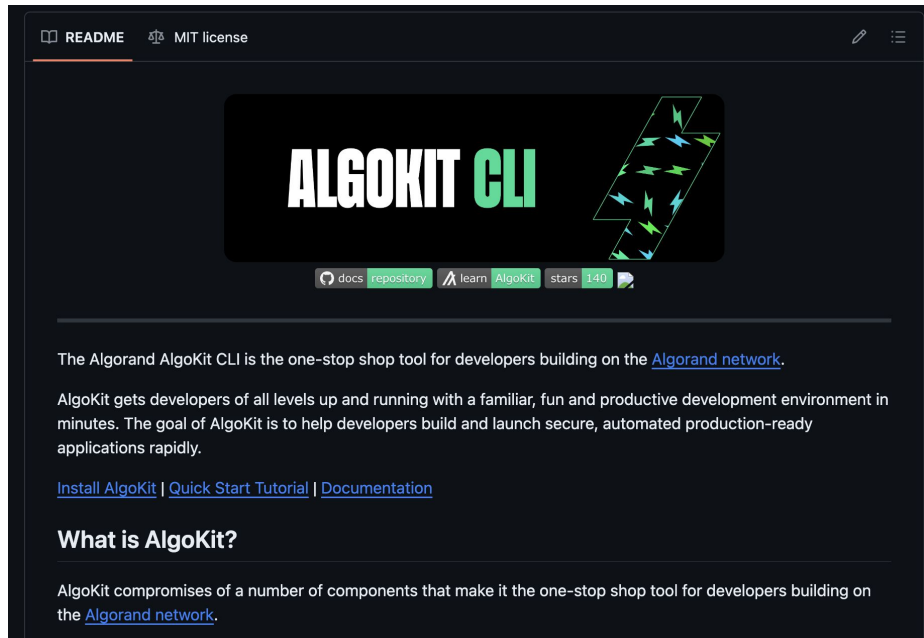 README MIT license
ALGOKIT CLI
docs repository learn AlgoKit stars 140
The Algorand AlgoKit CLI is the one-stop shop tool for developers building on the Algorand network.
AlgoKit gets developers of all levels up and running with a familiar, fun and productive development environment in
minutes. The goal of AlgoKit is to help developers build and launch secure, automated production-ready
applications rapidly.
Install AlgoKit | Quick Start Tutorial | Documentation
What is AlgoKit?
AlgoKit compromises of a number of components that make it the one-stop shop tool for developers building on
the Algorand network.